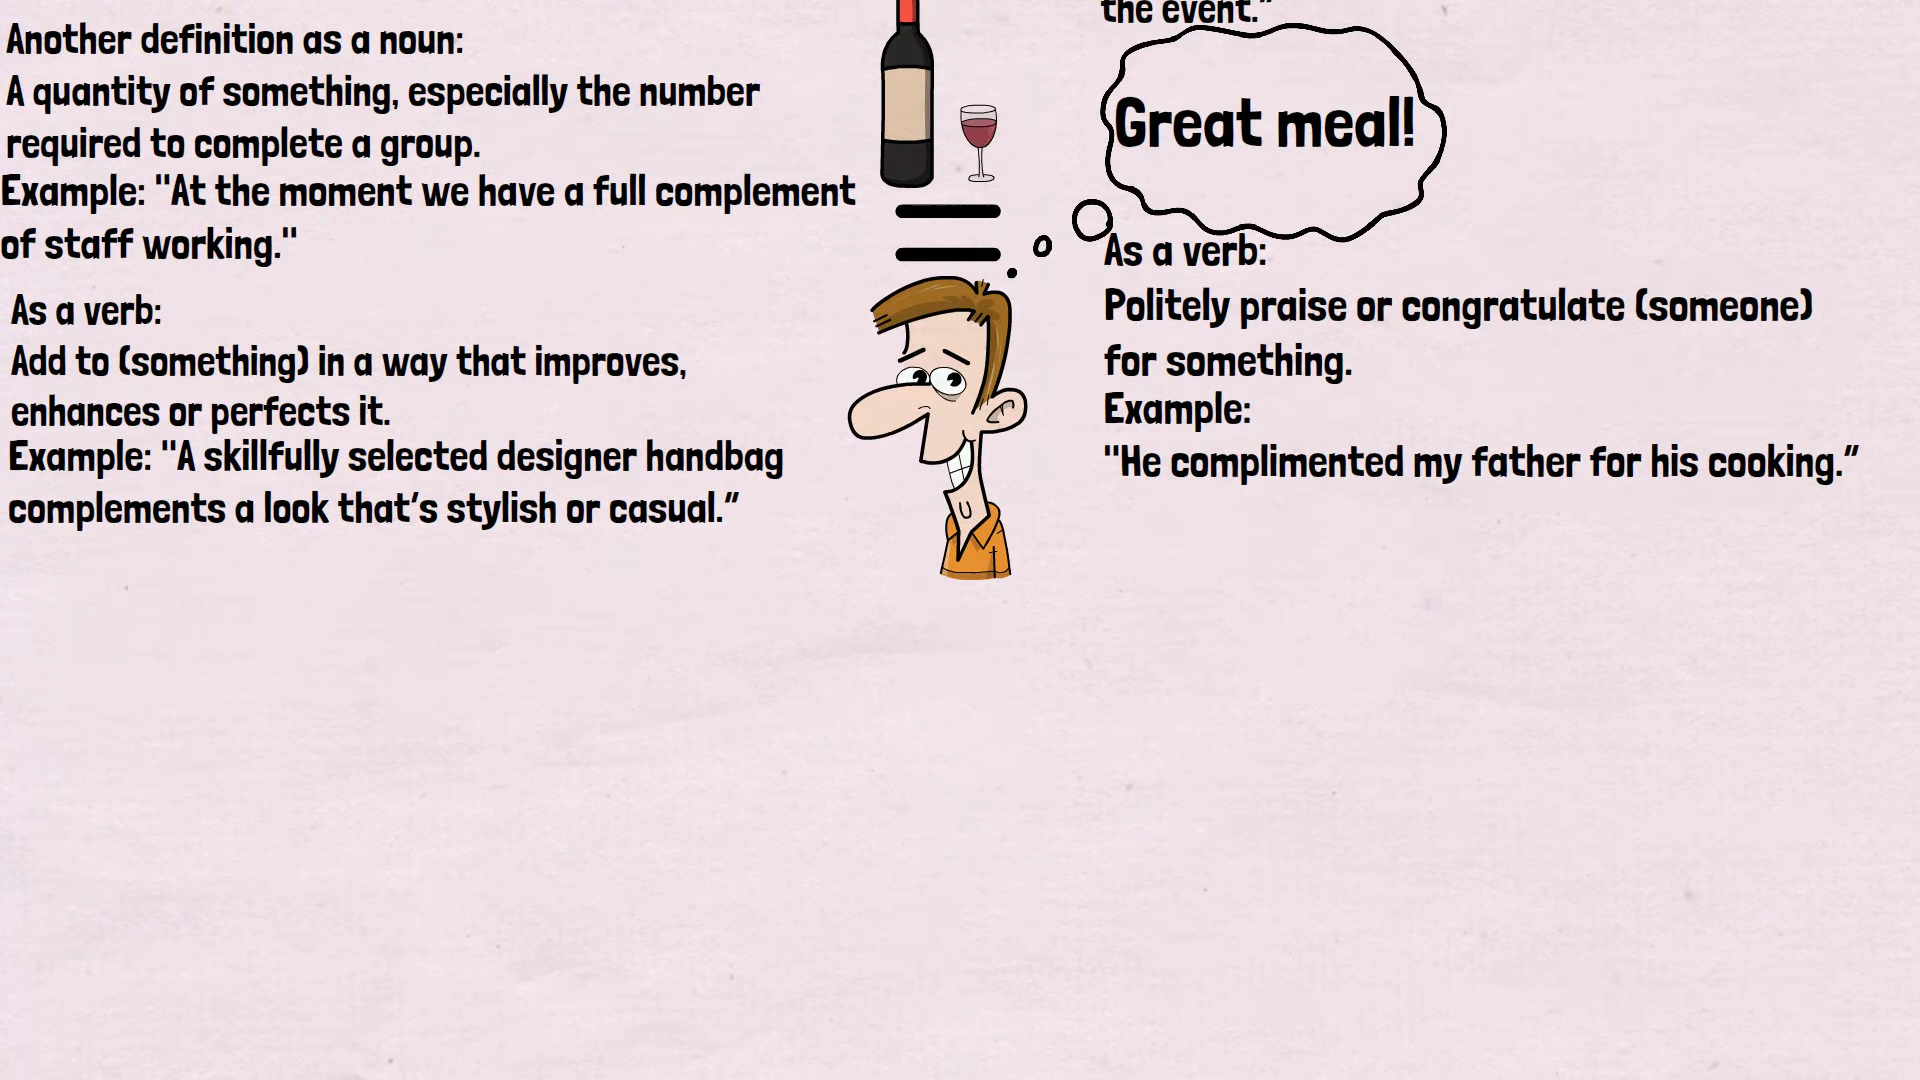 Another definition as a noun:
A quantity of something, especially the number
required to complete a group.
Example: "At the moment we have a full complement
of staff working."
As a verb:
Add to (something) in a way that improves,
enhances or perfects it.
Example: "A skillfully selected designer handbag
complements a look that's stylish or casual."
the event."
Great meal!
As a verb:
Politely praise or congratulate (someone)
for something.
Example:
"He complimented my father for his cooking."